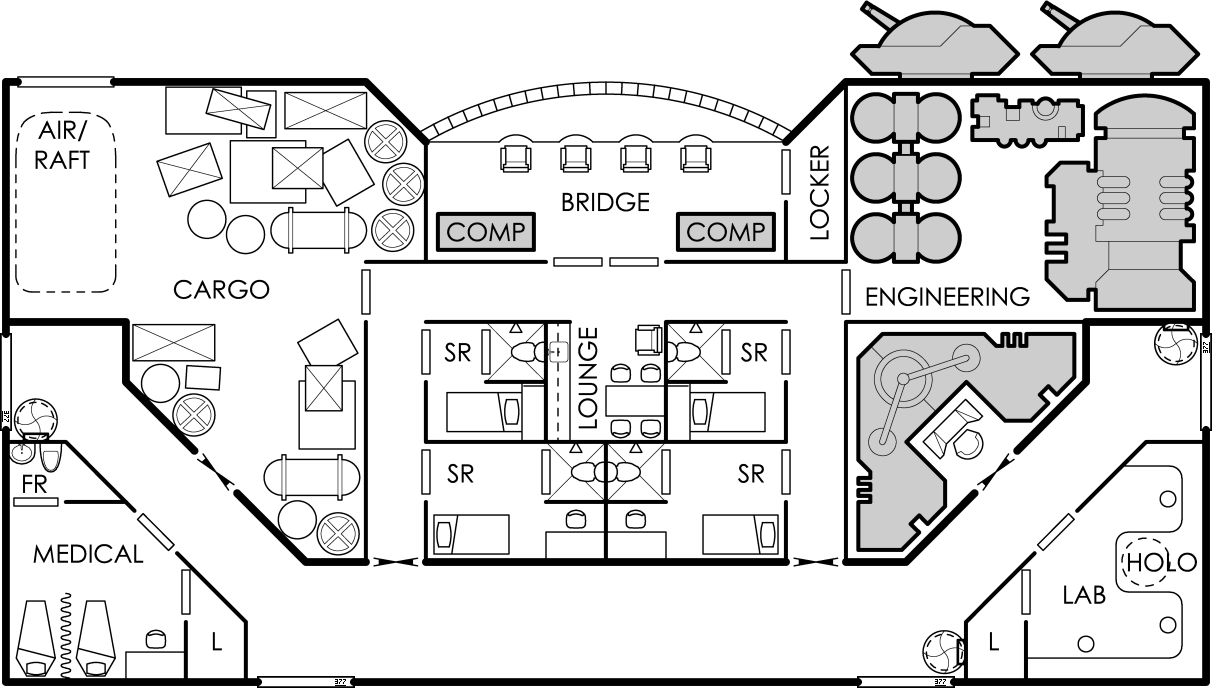 AIR/
RAFT
LOCKER
BRIDGE
COMP
COMP
CARGO
ENGINEERING
SR
LOUNGE
SR
SR
SR
FR
MEDICAL
HOLO
LAB
L
L